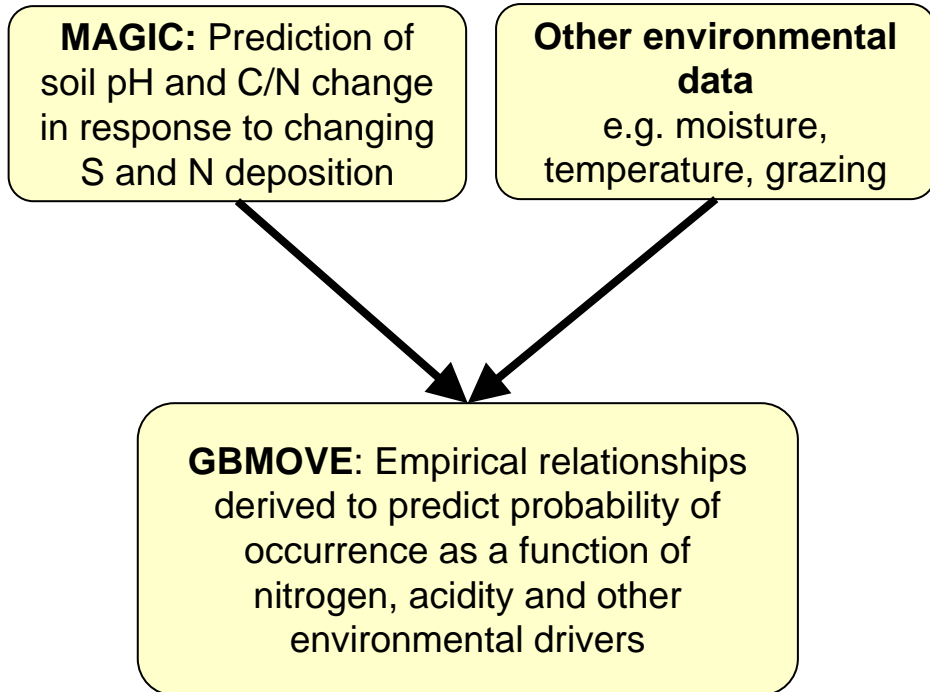 MAGIC: Prediction of
soil pH and C/N change
in response to changing
S and N deposition
Other environmental
data
e.g. moisture,
temperature, grazing
GBMOVE: Empirical relationships
derived to predict probability of
occurrence as a function of
nitrogen, acidity and other
environmental drivers